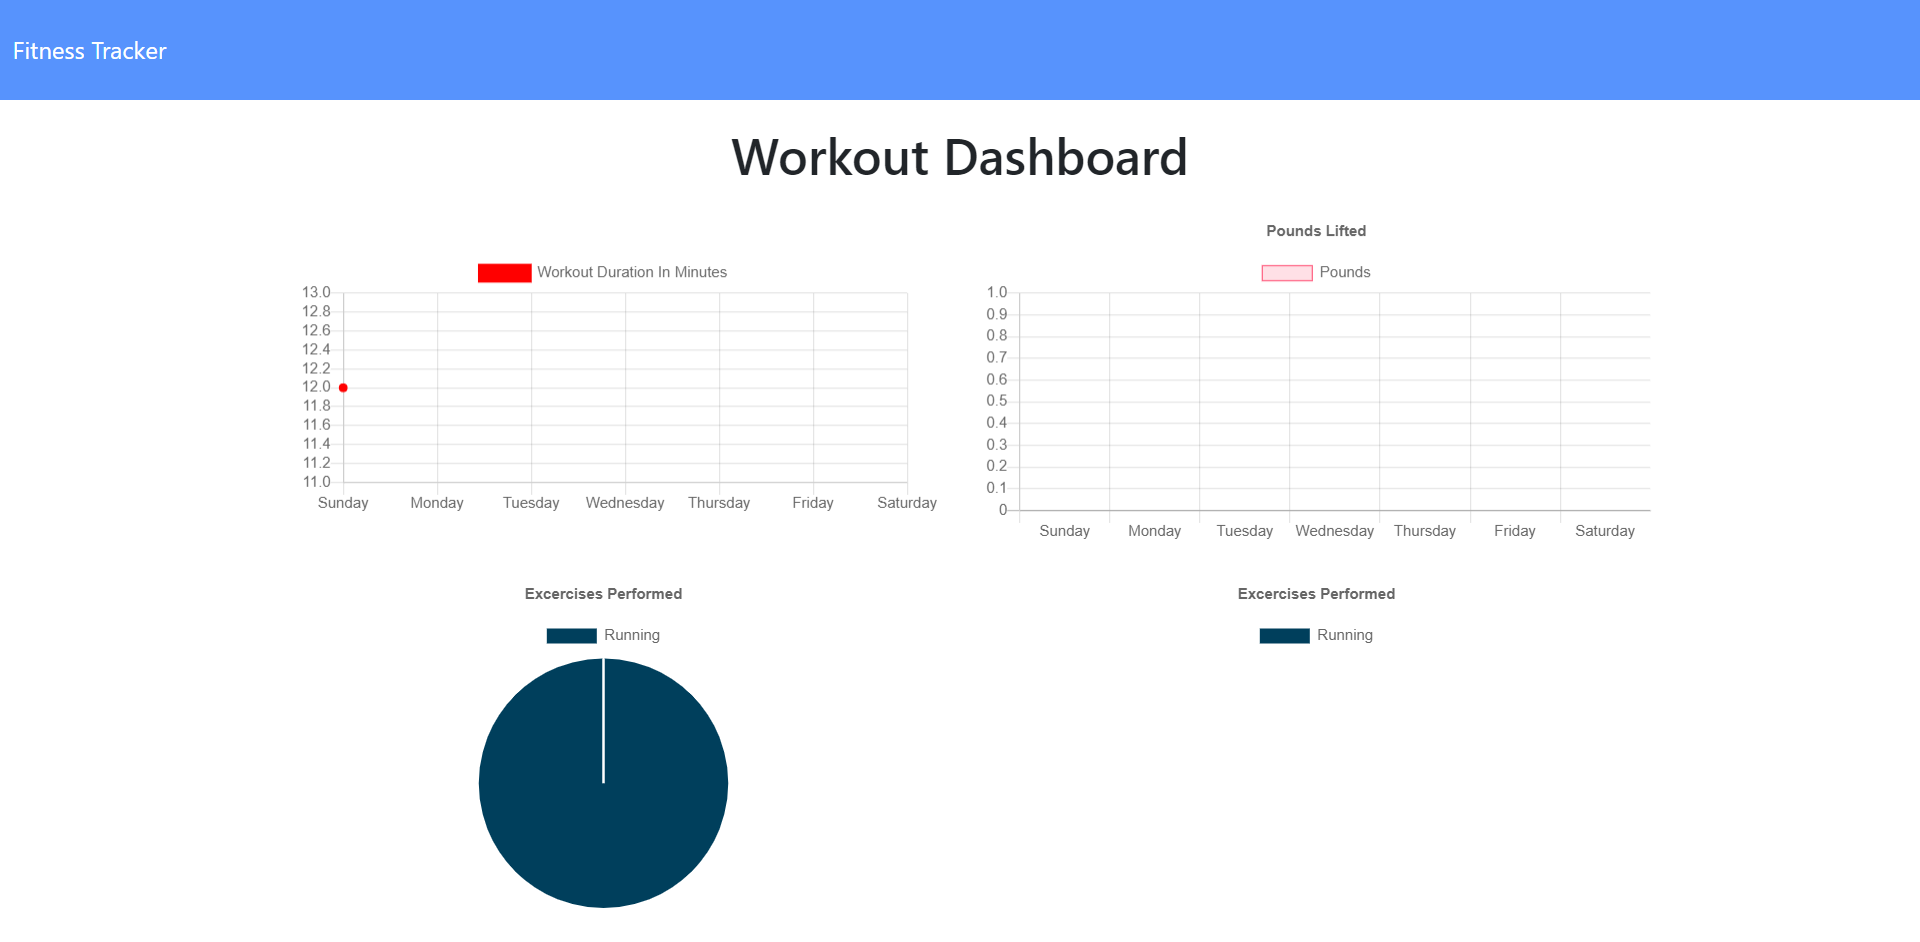 Fitness Tracker
Workout Dashboard
Workout Duration In Minutes
13.0
12.8
12.6
12.4
12.2
12.0
11.8
11.6
11.4
11.2
11.0
Sunday Monday Tuesday Wednesday Thursday Friday Saturday
Pounds Lifted
Pounds
1.0
0.9
0.8
0.7
0.6
0.5
0.4
0.3
0.2
0.1
0
Sunday Monday Tuesday Wednesday Thursday Friday Saturday
Excercises Performed
Running
Excercises Performed
Running